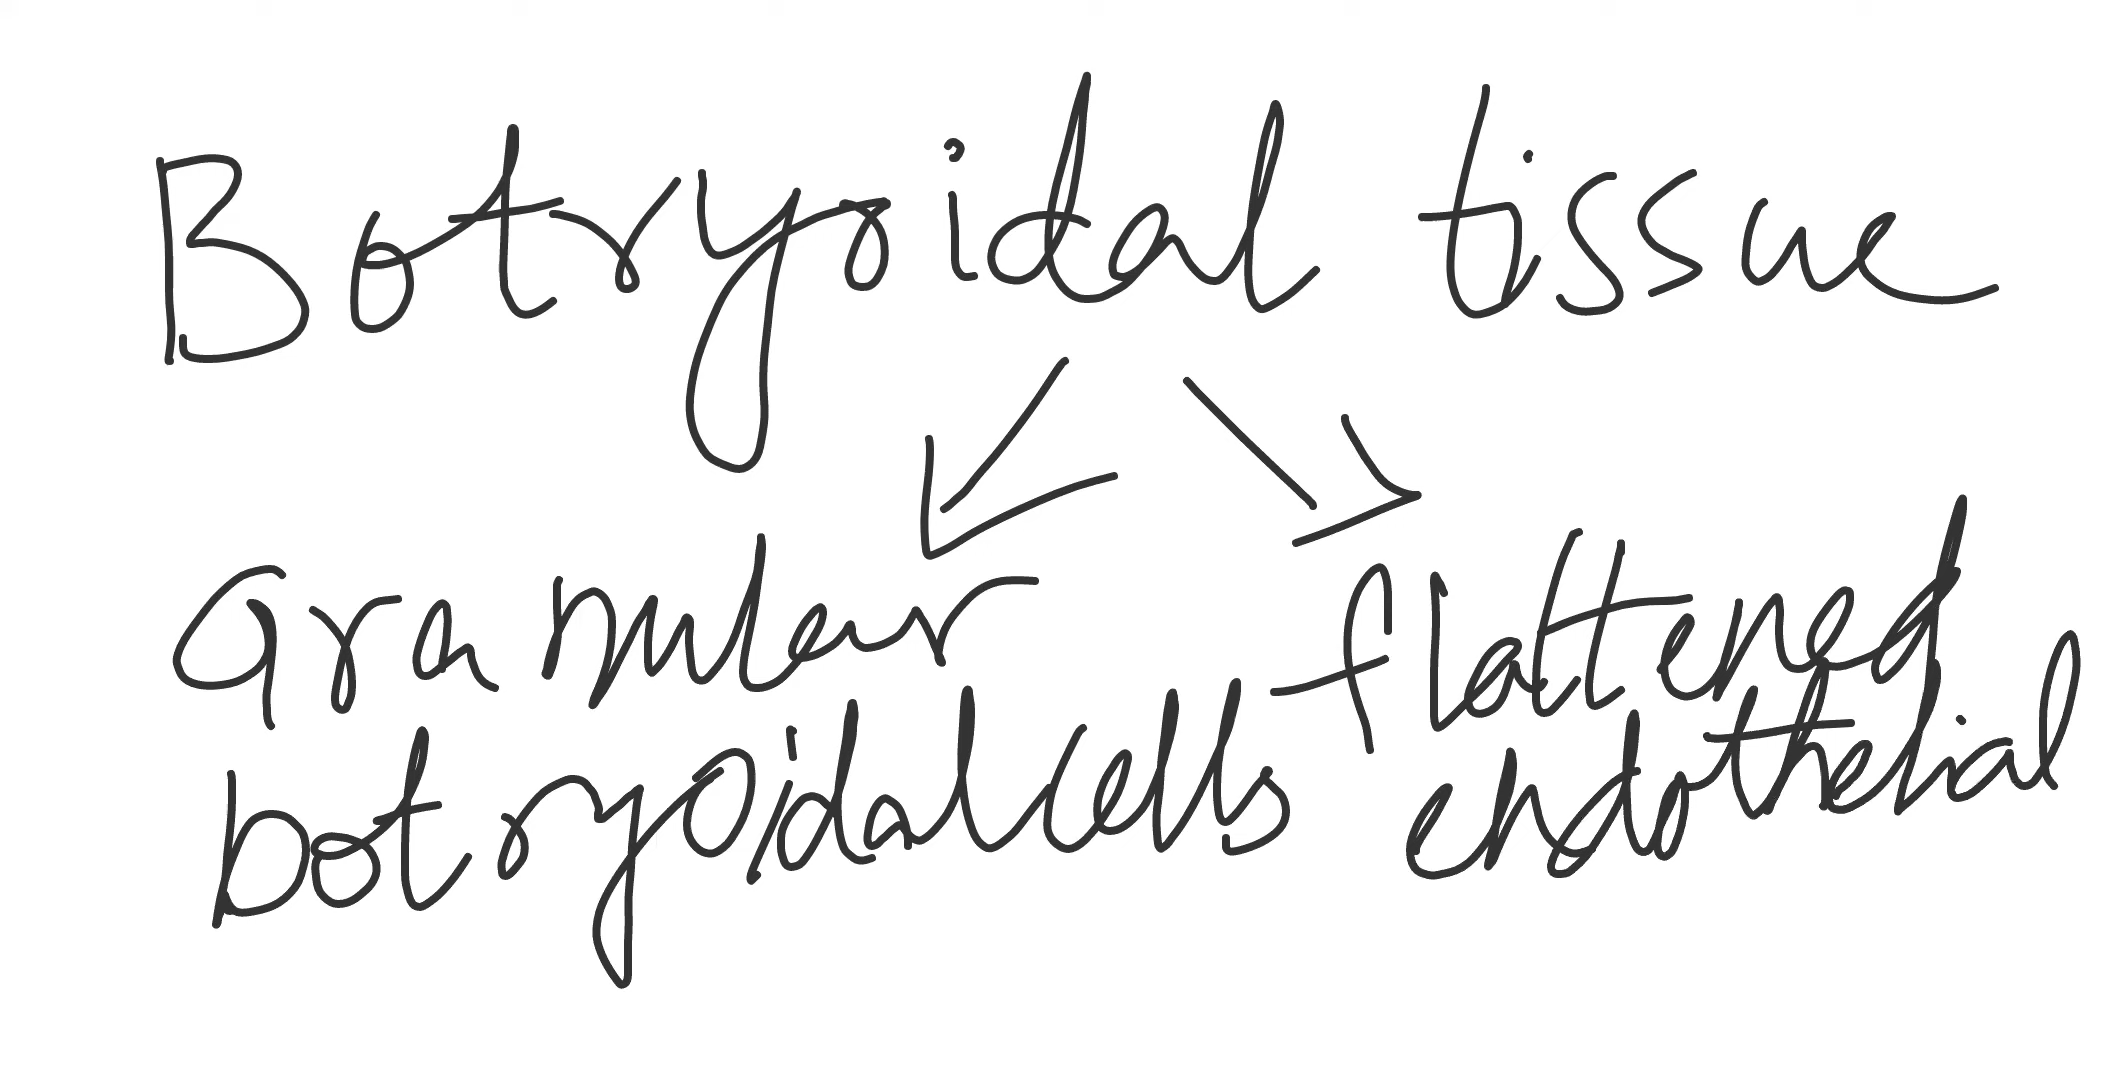 Botryoidal tissue
Granular
flattened
botryoidal cells
endothelial